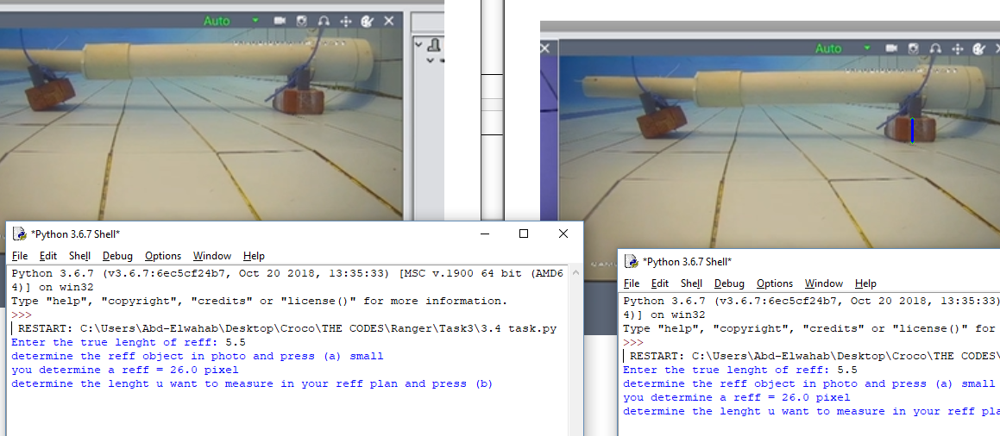 Auto
*Python 3.6.7 Shell*
File Edit Shell Debug Options Window Help
Python 3.6.7 (v3.6.7:6ec5cf24b7, Oct 20 2018, 13:35:33) [MSC v.1900 64 bit (AMD6
4)] on win32
Type "help", "copyright", "credits" or "license()" for more information.
>>>
RESTART: C:\Users\Abd-Elwahab\Desktop\Croco\THE CODES\Ranger\Task3\3.4 task.py
Enter the true lenght of reff: 5.5
determine the reff object in photo and press (a) small
you determine a reff = 26.0 pixel
determine the lenght u want to measure in your reff plan and press (b)
Auto
*Python 3.6.7 Shell*
File Edit Shell Debug Options Window Help
Python 3.6.7 (v3.6.7:6ec5cf24b7, Oct 20 2018, 13:35:33)
4)] on win32
Type "help", "copyright", "credits" or "license()" for
>>>
RESTART: C:\Users\Abd-Elwahab\Desktop\Croco\THE CODES\
Enter the true lenght of reff: 5.5
determine the reff object in photo and press (a) small
you determine a reff = 26.0 pixel
determine the lenght u want to measure in your reff pla